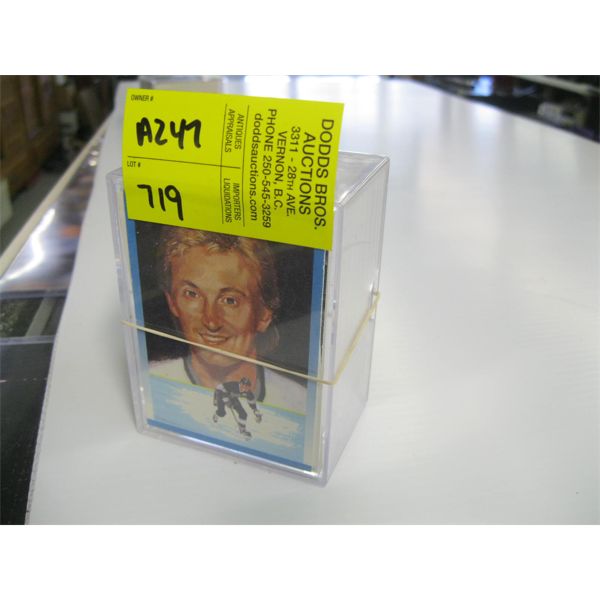 OWNER #
A247
LOT #
719
DODDS BROS.
AUCTIONS
3311 - 28TH AVE.
VERNON, B.C.
PHONE 250-545-3259
doddsauctions.com
ANTIQUES
APPRAISALS
IMPORTERS
LIQUIDATIONS